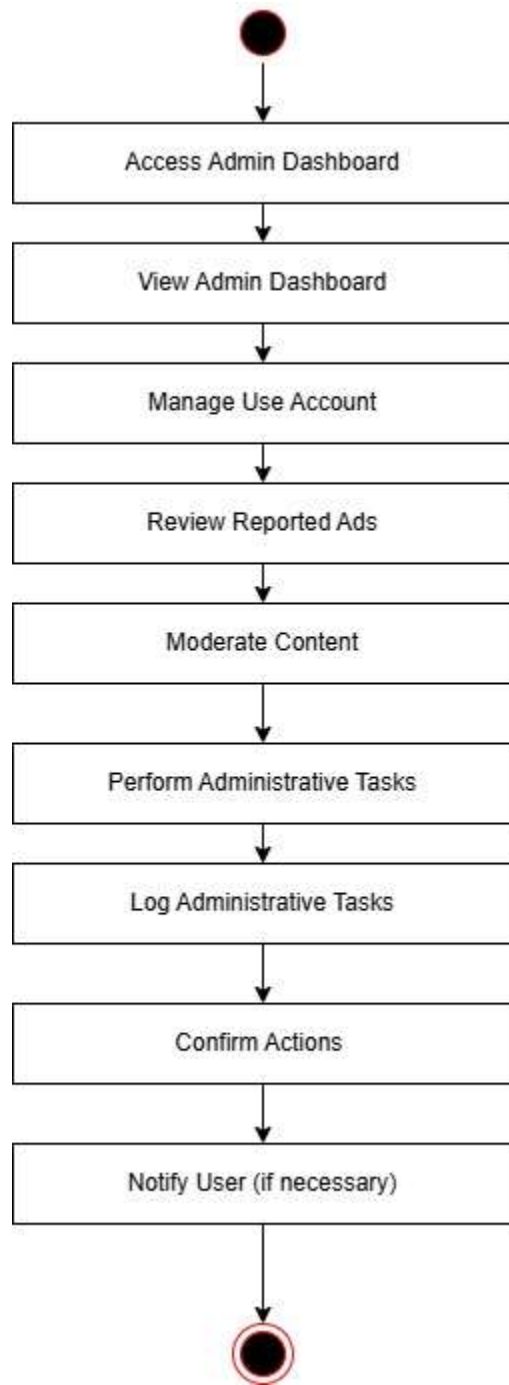 Access Admin Dashboard
View Admin Dashboard
Manage Use Account
Review Reported Ads
Moderate Content
Perform Administrative Tasks
Log Administrative Tasks
Confirm Actions
Notify User (if necessary)